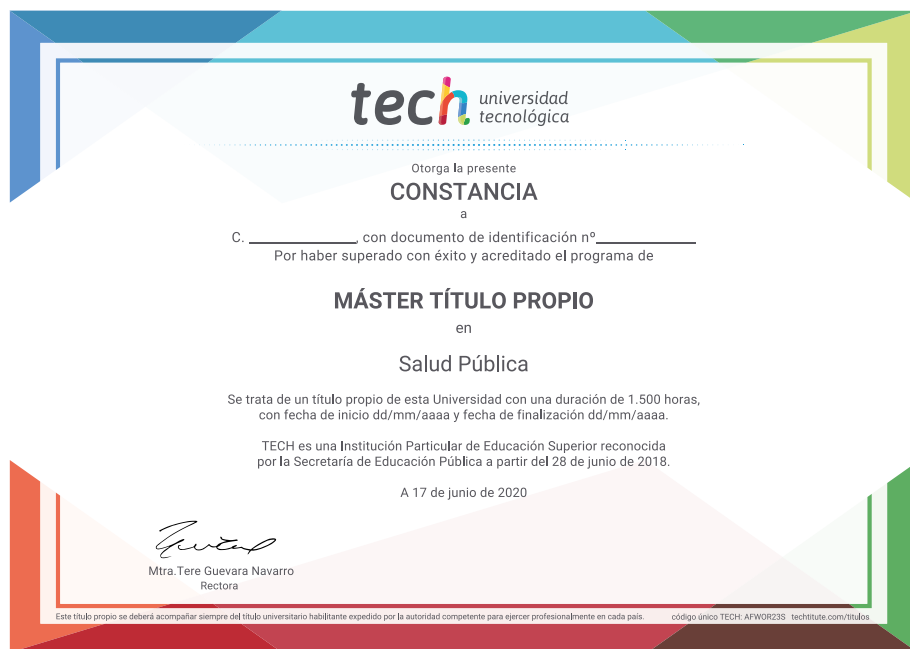 tech universidad
tecnológica
Otorga la presente
CONSTANCIA
a
C. ____________, con documento de identificación nº____________
Por haber superado con éxito y acreditado el programa de
MÁSTER TÍTULO PROPIO
en
Salud Pública
Se trata de un título propio de esta Universidad con una duración de 1.500 horas,
con fecha de inicio dd/mm/aaaa y fecha de finalización dd/mm/aaaa.
TECH es una Institución Particular de Educación Superior reconocida
por la Secretaría de Educación Pública a partir del 28 de junio de 2018.
A 17 de junio de 2020
Mtra.Tere Guevara Navarro
Rectora
Este título propio se deberá acompañar siempre del título universitario habilitante expedido por la autoridad competente para ejercer profesionalmente en cada país. código único TECH: AFWOR23S techtitute.com/titulos